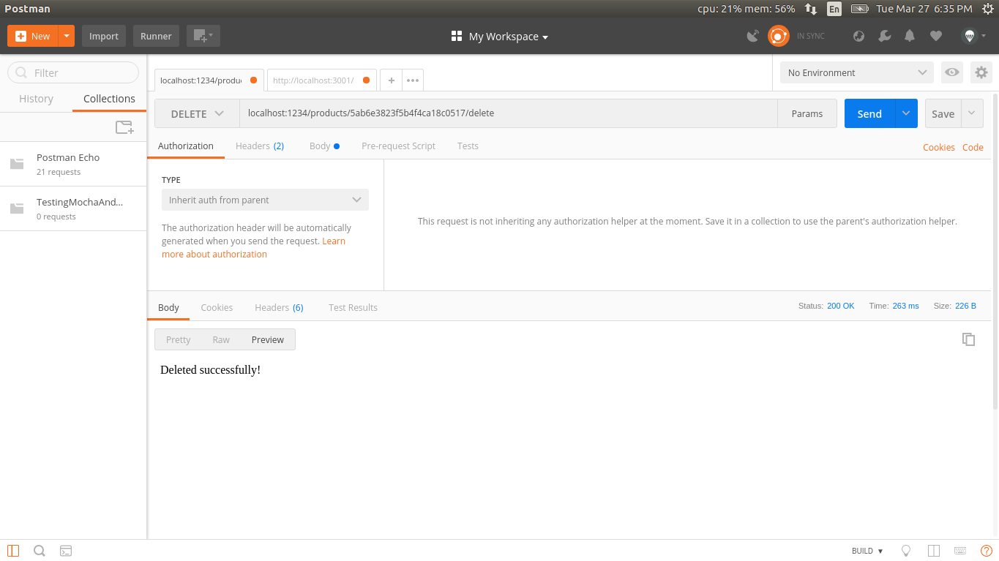 Postman
cpu: 21% mem: 56%
En
Tue Mar 27 6:35 PM
New
Import
Runner
My Workspace
IN SYNC
Filter
History
Collections
Postman Echo
21 requests
TestingMochaAnd...
0 requests
localhost:1234/produc
http://localhost:3001/
No Environment
DELETE
localhost:1234/products/5ab6e3823f5b4f4ca18c0517/delete
Params
Send
Save
Authorization
Headers (2)
Body
Pre-request Script
Tests
Cookies
Code
TYPE
Inherit auth from parent
The authorization header will be automatically
generated when you send the request. Learn
more about authorization
This request is not inheriting any authorization helper at the moment. Save it in a collection to use the parent's authorization helper.
Body
Cookies
Headers (6)
Test Results
Status: 200 OK
Time: 263 ms
Size: 226 B
Pretty
Raw
Preview
Deleted successfully!
BUILD